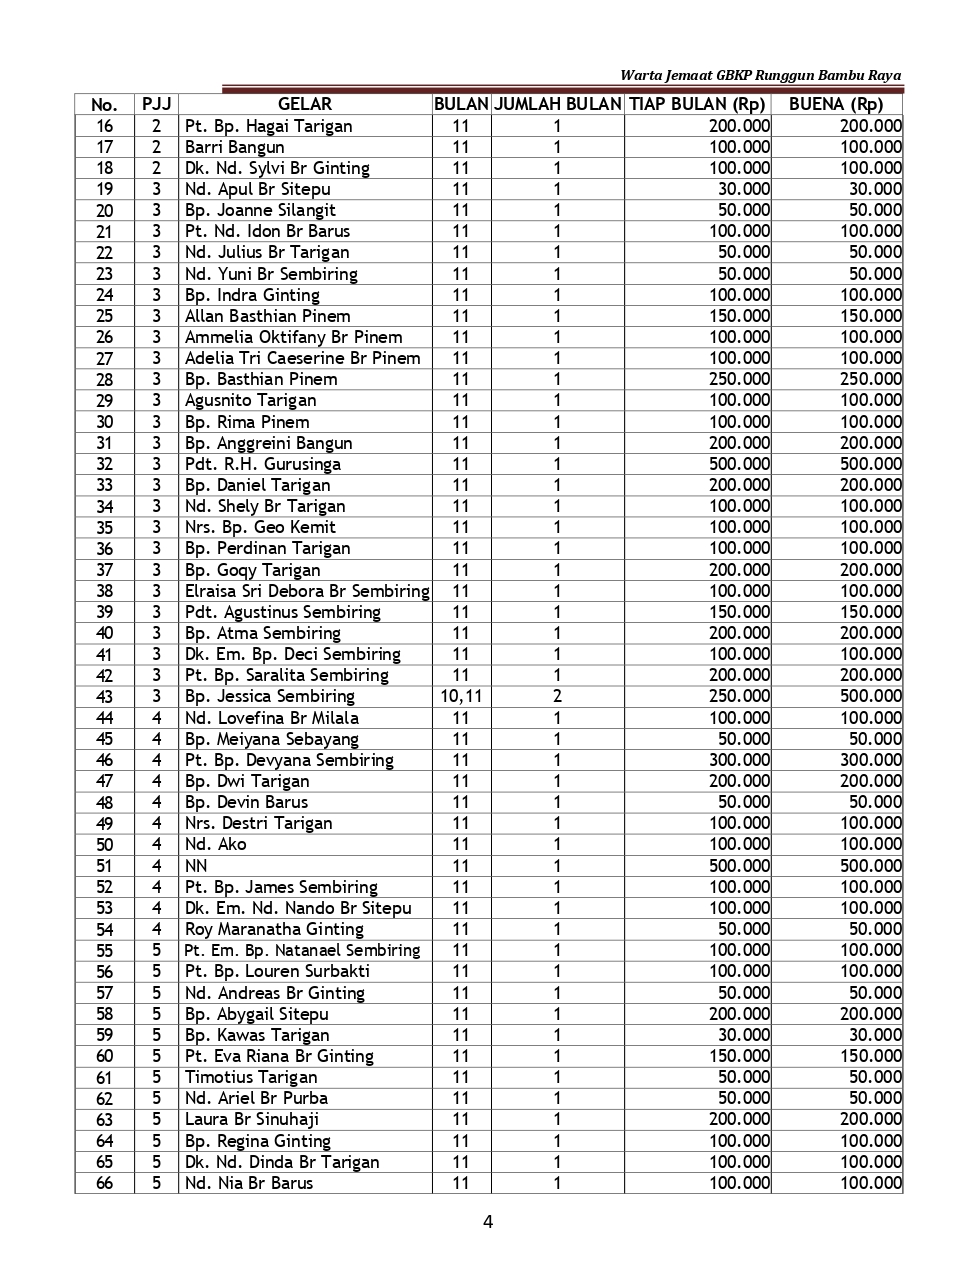 Warta Jemaat GBKP Runggun Bambu Raya
No. PJJ GELAR BULAN JUMLAH BULAN TIAP BULAN (Rp) BUENA (Rp)
16 2 Pt. Bp. Hagai Tarigan 11 1 200.000 200.000
17 2 Barri Bangun 11 1 100.000 100.000
18 2 Dk. Nd. Sylvi Br Ginting 11 1 100.000 100.000
19 3 Nd. Apul Br Sitepu 11 1 30.000 30.000
20 3 Bp. Joanne Silangit 11 1 50.000 50.000
21 3 Pt. Nd. Idon Br Barus 11 1 100.000 100.000
22 3 Nd. Julius Br Tarigan 11 1 50.000 50.000
23 3 Nd. Yuni Br Sembiring 11 1 50.000 50.000
24 3 Bp. Indra Ginting 11 1 100.000 100.000
25 3 Allan Basthian Pinem 11 1 150.000 150.000
26 3 Ammelia Oktifany Br Pinem 11 1 100.000 100.000
27 3 Adelia Tri Caeserine Br Pinem 11 1 100.000 100.000
28 3 Bp. Basthian Pinem 11 1 250.000 250.000
29 3 Agusnito Tarigan 11 1 100.000 100.000
30 3 Bp. Rima Pinem 11 1 100.000 100.000
31 3 Bp. Anggreini Bangun 11 1 200.000 200.000
32 3 Pdt. R.H. Gurusinga 11 1 500.000 500.000
33 3 Bp. Daniel Tarigan 11 1 200.000 200.000
34 3 Nd. Shely Br Tarigan 11 1 100.000 100.000
35 3 Nrs. Bp. Geo Kemit 11 1 100.000 100.000
36 3 Bp. Perdinan Tarigan 11 1 100.000 100.000
37 3 Bp. Goqy Tarigan 11 1 200.000 200.000
38 3 Elraisa Sri Debora Br Sembiring 11 1 100.000 100.000
39 3 Pdt. Agustinus Sembiring 11 1 150.000 150.000
40 3 Bp. Atma Sembiring 11 1 200.000 200.000
41 3 Dk. Em. Bp. Deci Sembiring 11 1 100.000 100.000
42 3 Pt. Bp. Saralita Sembiring 11 1 200.000 200.000
43 3 Bp. Jessica Sembiring 10,11 2 250.000 500.000
44 4 Nd. Lovefina Br Milala 11 1 100.000 100.000
45 4 Bp. Meiyana Sebayang 11 1 50.000 50.000
46 4 Pt. Bp. Devyana Sembiring 11 1 300.000 300.000
47 4 Bp. Dwi Tarigan 11 1 200.000 200.000
48 4 Bp. Devin Barus 11 1 50.000 50.000
49 4 Nrs. Destri Tarigan 11 1 100.000 100.000
50 4 Nd. Ako 11 1 100.000 100.000
51 4 NN 11 1 500.000 500.000
52 4 Pt. Bp. James Sembiring 11 1 100.000 100.000
53 4 Dk. Em. Nd. Nando Br Sitepu 11 1 100.000 100.000
54 4 Roy Maranatha Ginting 11 1 50.000 50.000
55 5 Pt. Em. Bp. Natanael Sembiring 11 1 100.000 100.000
56 5 Pt. Bp. Louren Surbakti 11 1 100.000 100.000
57 5 Nd. Andreas Br Ginting 11 1 50.000 50.000
58 5 Bp. Abygail Sitepu 11 1 200.000 200.000
59 5 Bp. Kawas Tarigan 11 1 30.000 30.000
60 5 Pt. Eva Riana Br Ginting 11 1 150.000 150.000
61 5 Timotius Tarigan 11 1 50.000 50.000
62 5 Nd. Ariel Br Purba 11 1 50.000 50.000
63 5 Laura Br Sinuhaji 11 1 200.000 200.000
64 5 Bp. Regina Ginting 11 1 100.000 100.000
65 5 Dk. Nd. Dinda Br Tarigan 11 1 100.000 100.000
66 5 Nd. Nia Br Barus 11 1 100.000 100.000
4